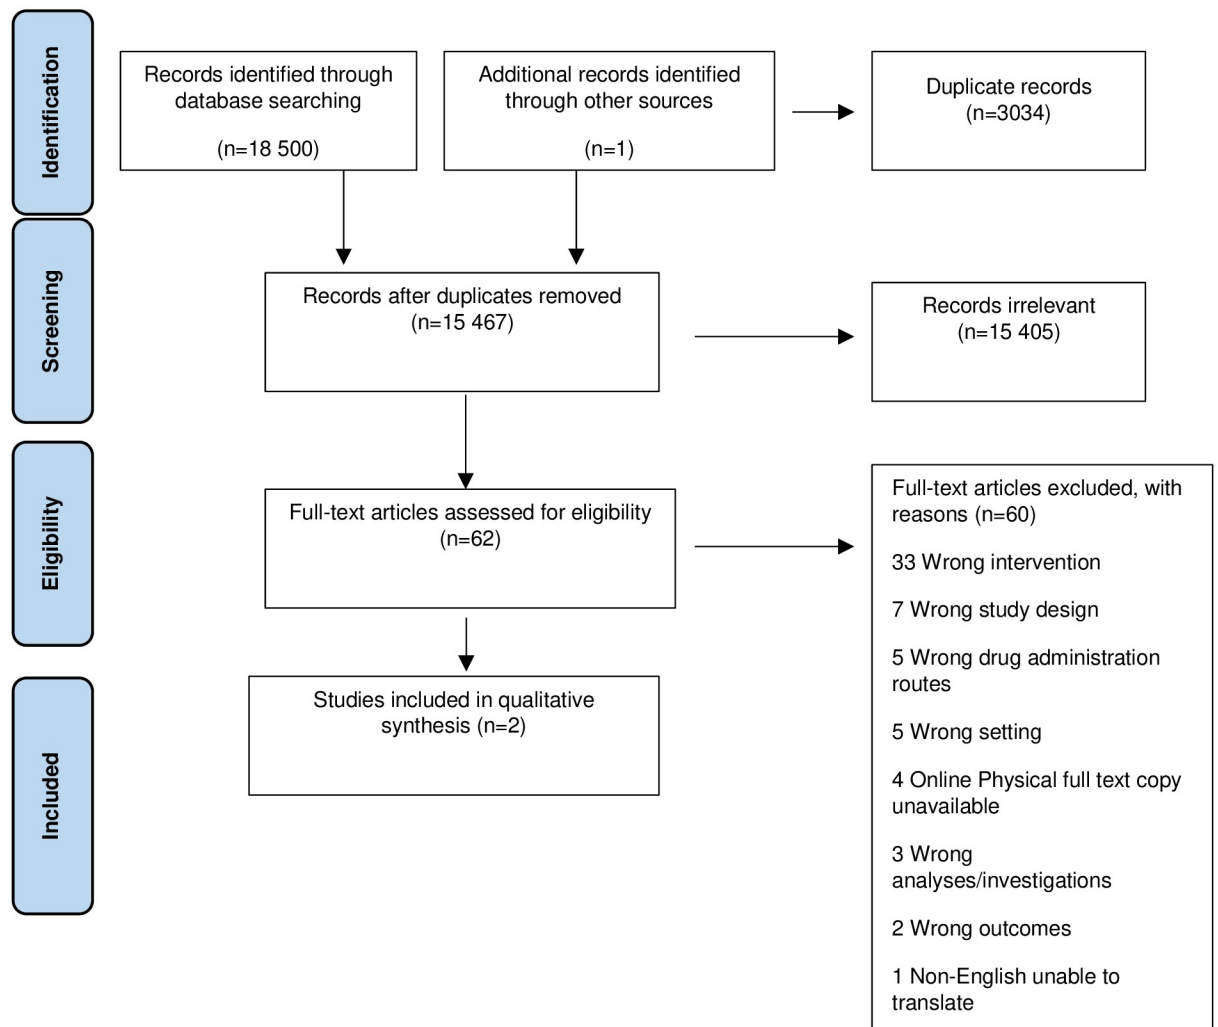 Identification
Records identified through
database searching
(n=18 500)
Additional records identified
through other sources
(n=1)
Duplicate records
(n=3034)
Screening
Records after duplicates removed
(n=15 467)
Records irrelevant
(n=15 405)
Eligibility
Full-text articles assessed for eligibility
(n=62)
Full-text articles excluded, with
reasons (n=60)
33 Wrong intervention
7 Wrong study design
5 Wrong drug administration
routes
5 Wrong setting
4 Online Physical full text copy
unavailable
3 Wrong
analyses/investigations
2 Wrong outcomes
1 Non-English unable to
translate
Included
Studies included in qualitative
synthesis (n=2)